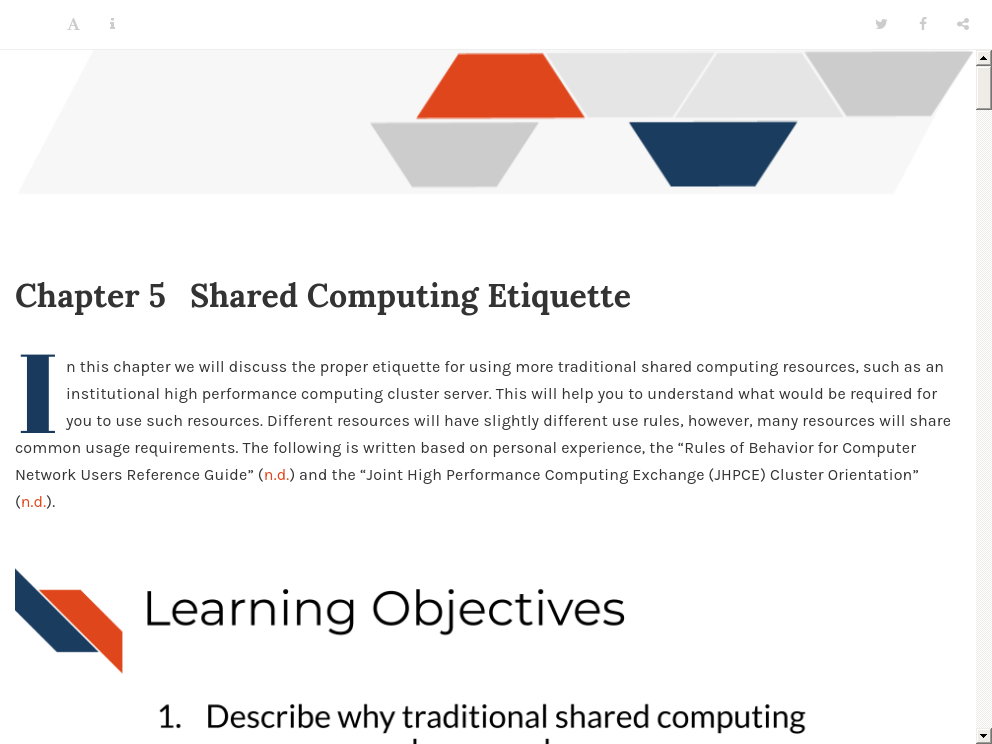 Chapter 5 Shared Computing Etiquette
In this chapter we will discuss the proper etiquette for using more traditional shared computing resources, such as an
institutional high performance computing cluster server. This will help you to understand what would be required for
you to use such resources. Different resources will have slightly different use rules, however, many resources will share
common usage requirements. The following is written based on personal experience, the “Rules of Behavior for Computer
Network Users Reference Guide” (n.d.) and the “Joint High Performance Computing Exchange (JHPCE) Cluster Orientation”
(n.d.).
Learning Objectives
1. Describe why traditional shared computing